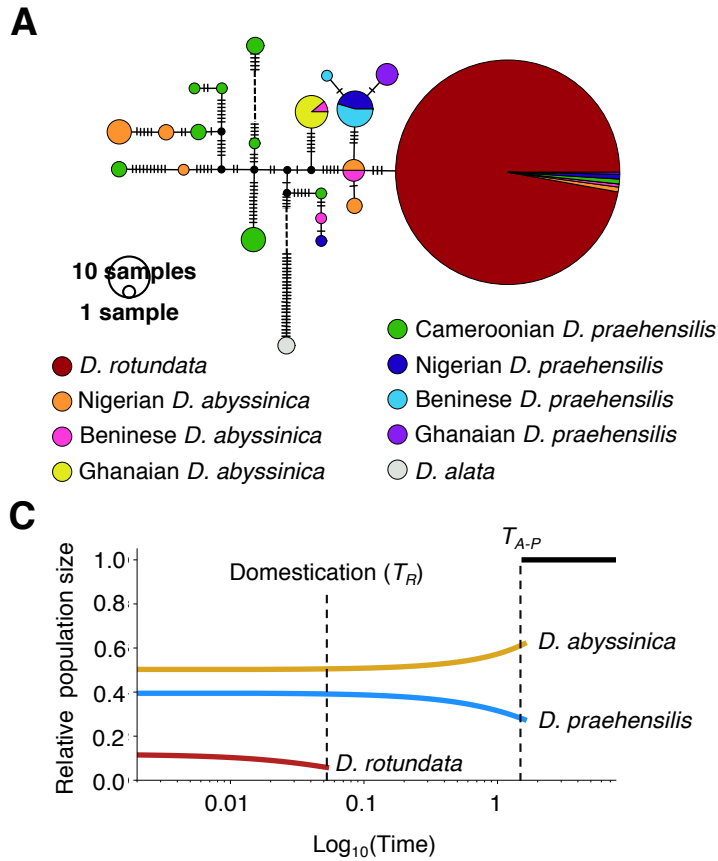 A
10 samples
1 sample
D. rotundata
Nigerian D. abyssinica
Beninese D. abyssinica
Ghanaian D. abyssinica
Cameroonian D. praehensilis
Nigerian D. praehensilis
Beninese D. praehensilis
Ghanaian D. praehensilis
D. alata
C
T_{A-P}
Domestication (T_R)
Relative population size
1.0
0.8
0.6
0.4
0.2
0.0
D. abyssinica
D. praehensilis
D. rotundata
0.01
0.1
1
Log₁₀(Time)